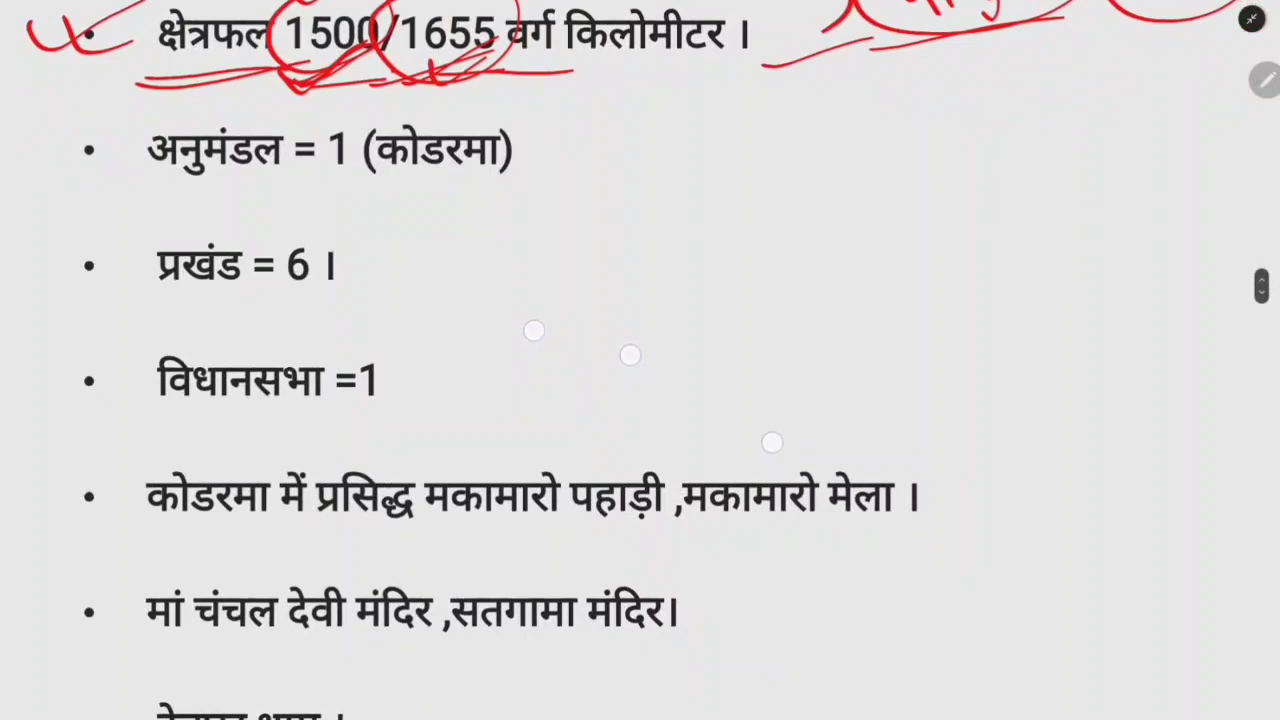 • क्षेत्रफल 1500/1655 वर्ग किलोमीटर ।
• अनुमंडल = 1 (कोडरमा)
• प्रखंड = 6 ।
• विधानसभा =1
• कोडरमा में प्रसिद्ध मकामारो पहाड़ी ,मकामारो मेला ।
• मां चंचल देवी मंदिर ,सतगामा मंदिर।